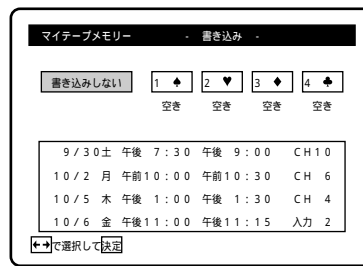 マイテープメモリー - 書き込み -
書き込みしない 1 ♠ 2 ♥ 3 ♦ 4 ♣
空き 空き 空き 空き
9/30土 午後 7:30 午後 9:00 CH10
10/2 月 午前10:00 午前10:30 CH 6
10/5 木 午後 1:00 午後 1:30 CH 4
10/6 金 午後11:00 午後11:15 入力 2
←→で選択して決定